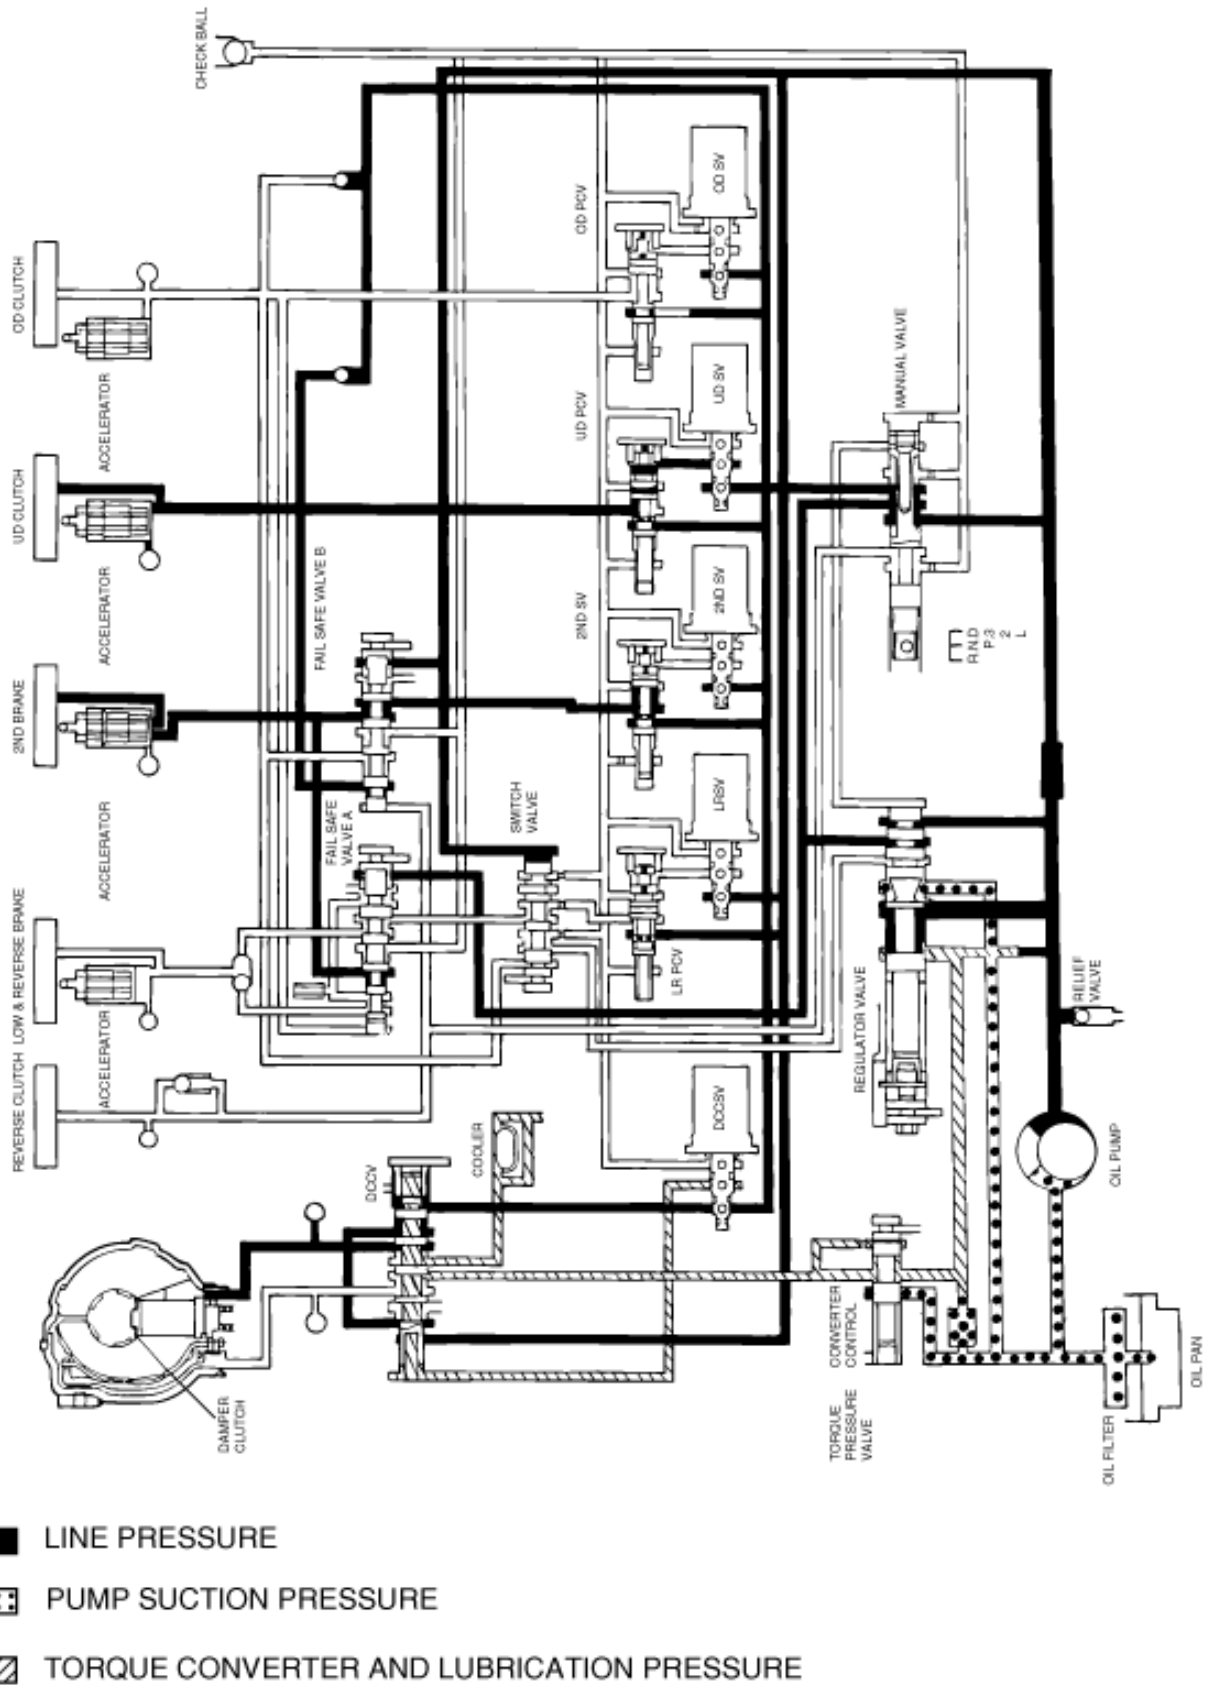 CHECK BALL
OD CLUTCH
ACCELERATOR
UD CLUTCH
ACCELERATOR
2ND BRAKE
ACCELERATOR
LOW & REVERSE BRAKE
ACCELERATOR
REVERSE CLUTCH
FAIL SAFE VALVE B
FAIL SAFE
VALVE A
SWITCH
VALVE
OD PCV
OD SV
UD PCV
UD SV
2ND SV
2ND SV
LRSV
LR PCV
DCCSV
MANUAL VALVE
R.N.D
P.3
2
L
REGULATOR VALVE
RELIEF
VALVE
OIL PUMP
DCCV
COOLER
DAMPER
CLUTCH
TORQUE CONVERTER
PRESSURE CONTROL
VALVE
OIL FILTER
OIL PAN
LINE PRESSURE
PUMP SUCTION PRESSURE
TORQUE CONVERTER AND LUBRICATION PRESSURE